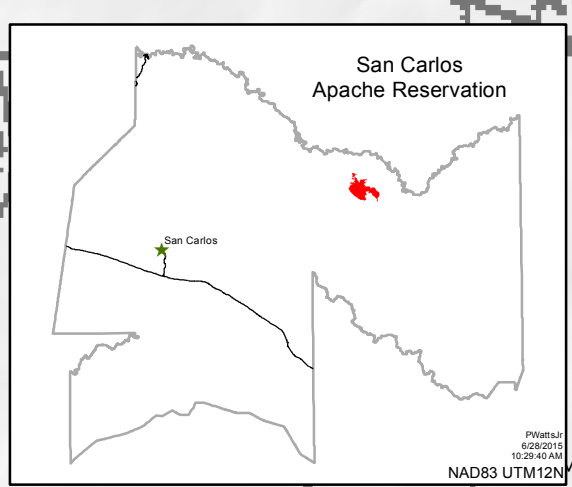 San Carlos
Apache Reservation
San Carlos
PWattsJr
6/28/2015
10:29:40 AM
NAD83 UTM12N